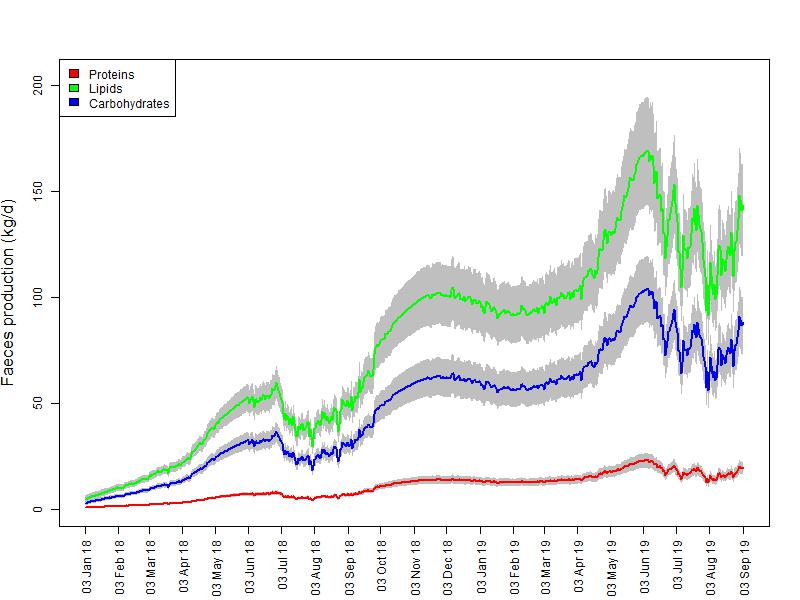 Proteins
Lipids
Carbohydrates
Faeces production (kg/d)
200
150
100
50
0
03 Jan 18
03 Feb 18
03 Mar 18
03 Apr 18
03 May 18
03 Jun 18
03 Jul 18
03 Aug 18
03 Sep 18
03 Oct 18
03 Nov 18
03 Dec 18
03 Jan 19
03 Feb 19
03 Mar 19
03 Apr 19
03 May 19
03 Jun 19
03 Jul 19
03 Aug 19
03 Sep 19